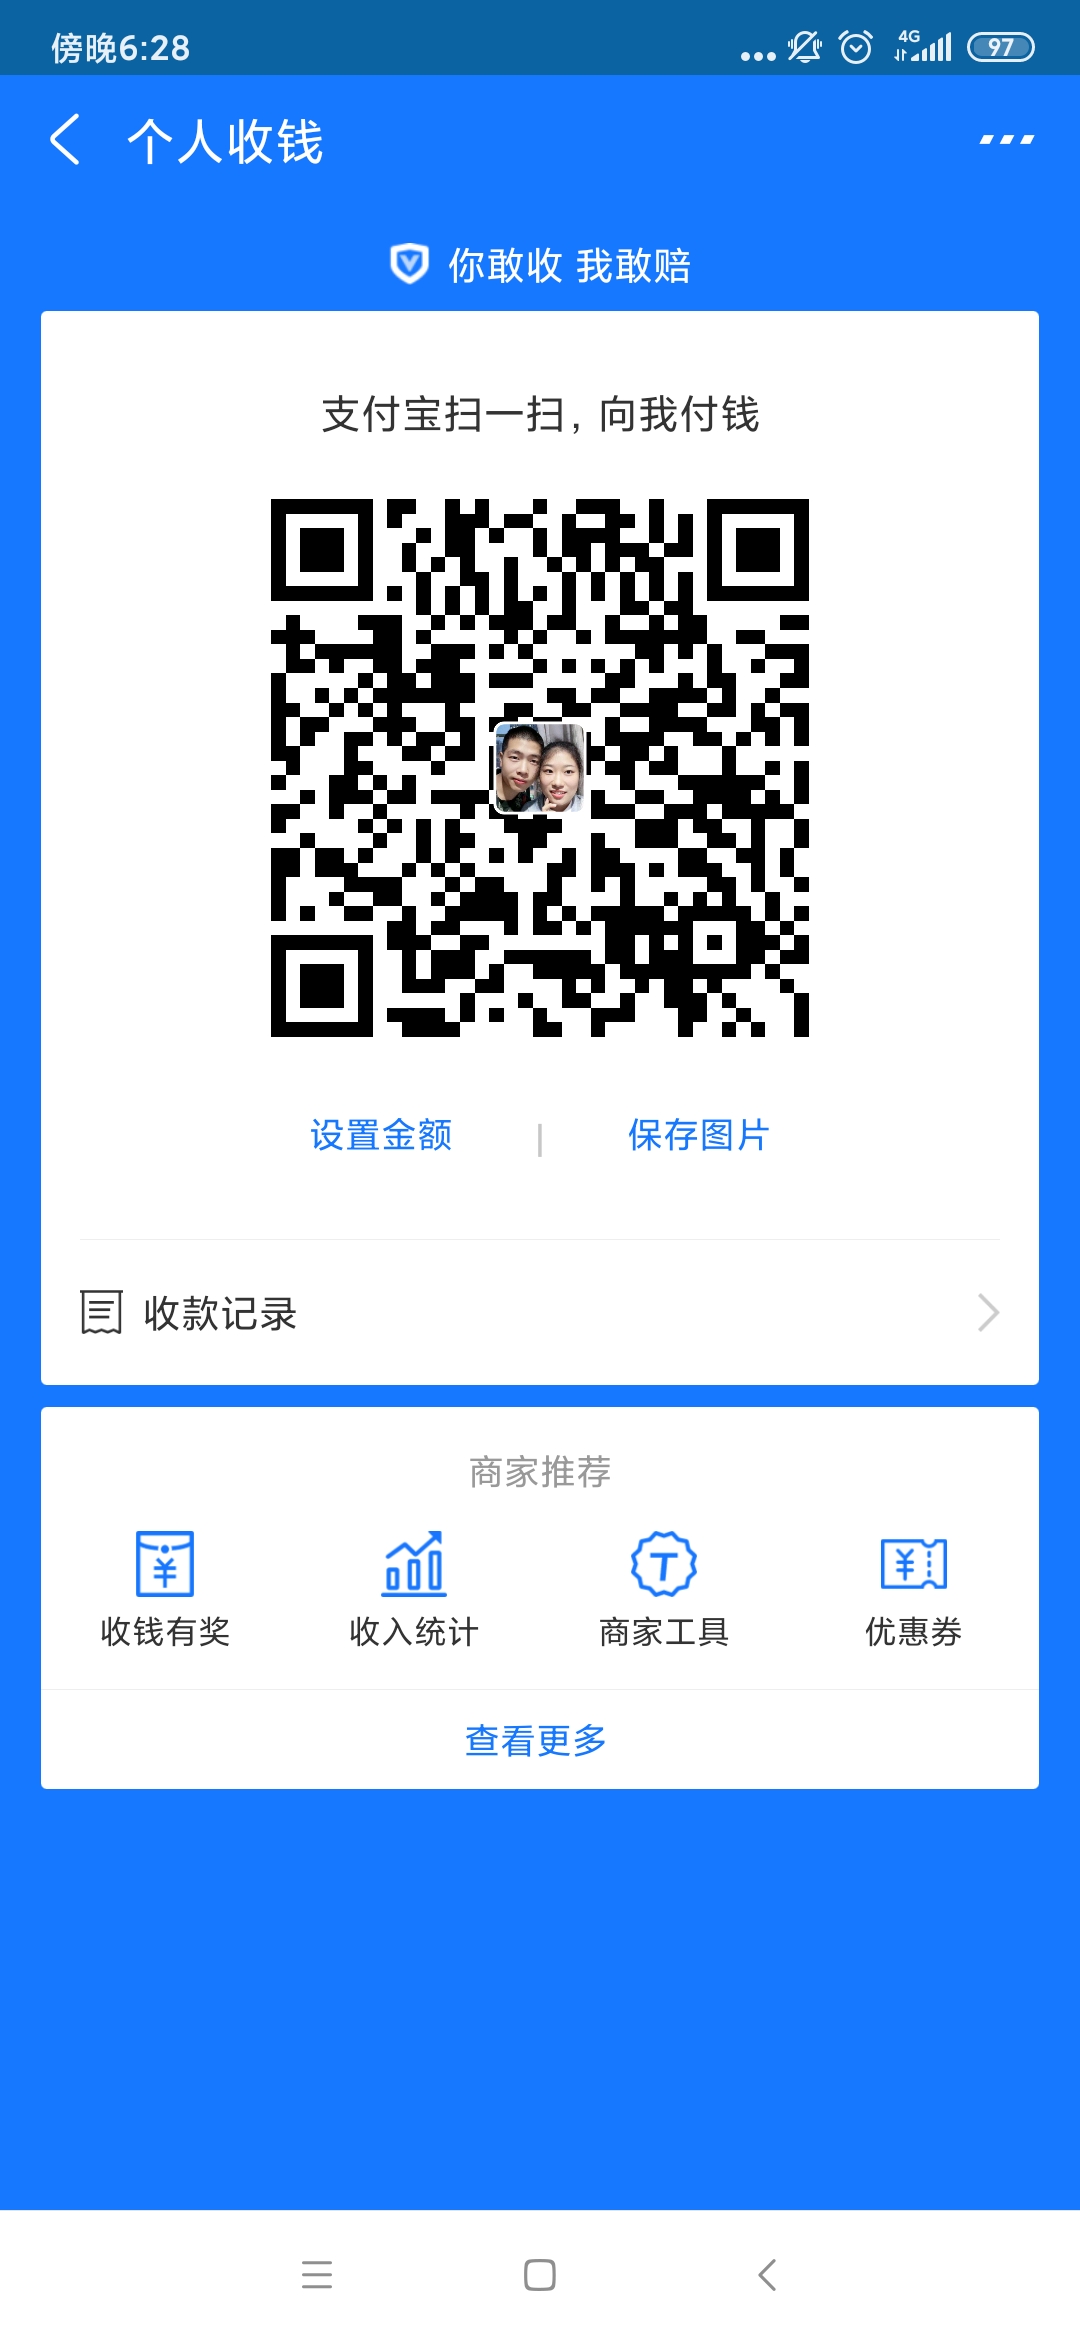 傍晚6:28
4G
97
个人收钱
你敢收 我敢赔
支付宝扫一扫，向我付钱
设置金额 | 保存图片
收款记录
商家推荐
收钱有奖 收入统计 商家工具 优惠券
查看更多